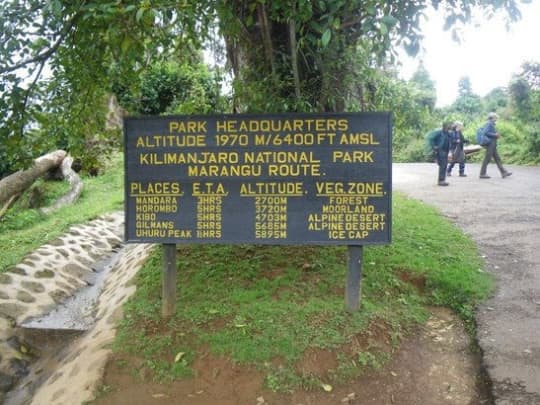 PARK HEADQUARTERS
ALTITUDE 1970 M/6400 FT AMSL
KILIMANJARO NATIONAL PARK
MARANGU ROUTE.
PLACES, E.T.A. ALTITUDE, VEG.ZONE.
MANDARA 3HRS 2700M FOREST
HOROMBO 5HRS 3720M MOORLAND
KIBO 5HRS 4703M ALPINE DESERT
GILMANS 5HRS 5685M ALPINE DESERT
UHURU PEAK 5895M ICE CAP